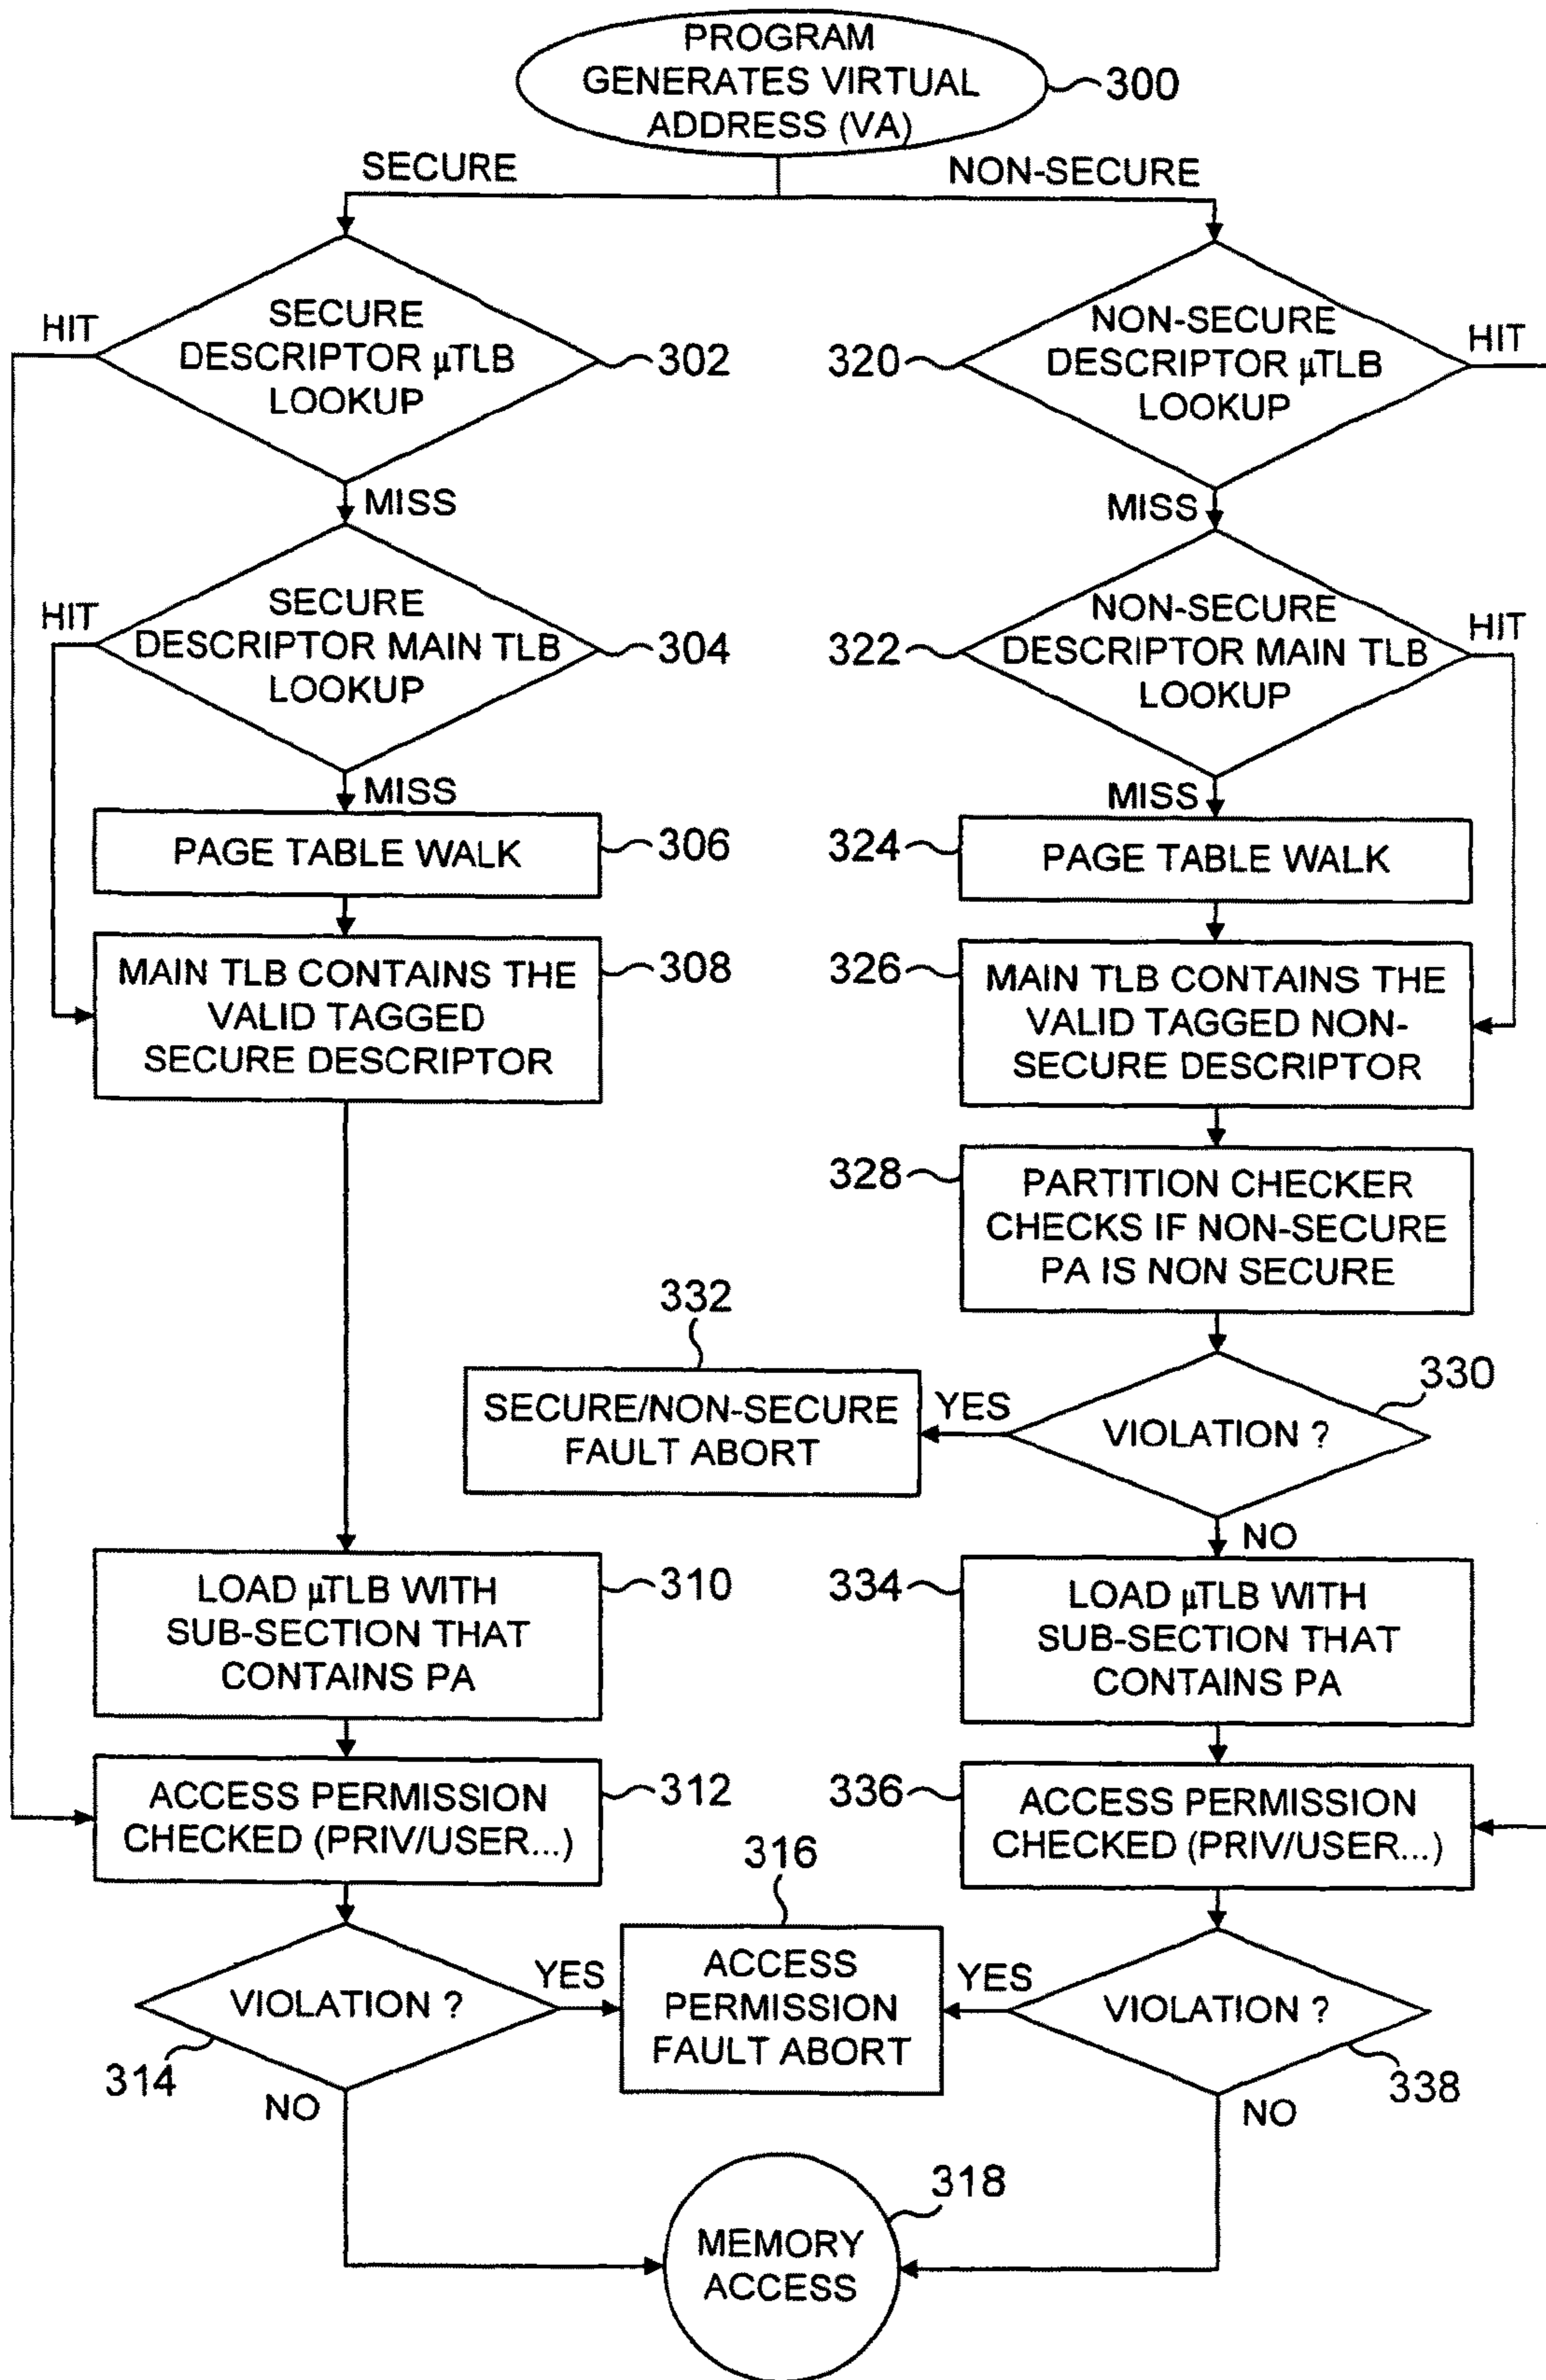 PROGRAM
GENERATES VIRTUAL
ADDRESS (VA)
300
SECURE
NON-SECURE
HIT
SECURE
DESCRIPTOR µTLB
LOOKUP
302
320
NON-SECURE
DESCRIPTOR µTLB
LOOKUP
HIT
MISS
MISS
HIT
SECURE
DESCRIPTOR MAIN TLB
LOOKUP
304
322
NON-SECURE
DESCRIPTOR MAIN TLB
LOOKUP
HIT
MISS
MISS
PAGE TABLE WALK
306
324
PAGE TABLE WALK
MAIN TLB CONTAINS THE
VALID TAGGED
SECURE DESCRIPTOR
308
326
MAIN TLB CONTAINS THE
VALID TAGGED NON-
SECURE DESCRIPTOR
328
PARTITION CHECKER
CHECKS IF NON-SECURE
PA IS NON SECURE
332
SECURE/NON-SECURE
FAULT ABORT
YES
VIOLATION ?
330
NO
LOAD µTLB WITH
SUB-SECTION THAT
CONTAINS PA
310
334
LOAD µTLB WITH
SUB-SECTION THAT
CONTAINS PA
ACCESS PERMISSION
CHECKED (PRIV/USER...)
312
336
ACCESS PERMISSION
CHECKED (PRIV/USER...)
316
VIOLATION ?
314
YES
ACCESS
PERMISSION
FAULT ABORT
YES
VIOLATION ?
338
NO
NO
318
MEMORY
ACCESS